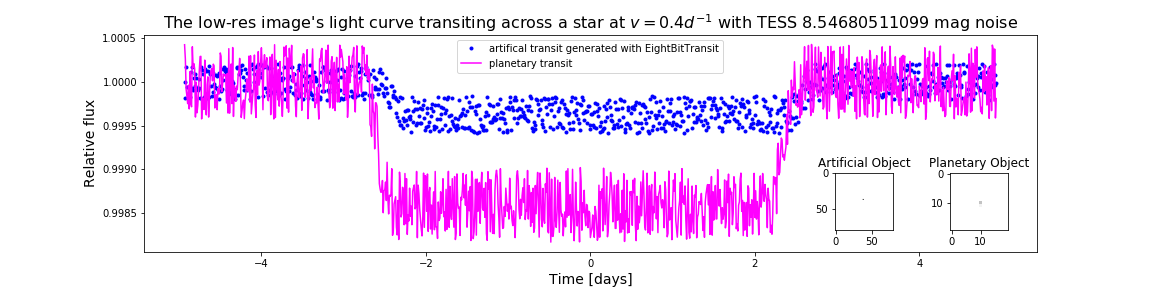 The low-res image's light curve transiting across a star at v = 0.4d⁻¹ with TESS 8.54680511099 mag noise
artifical transit generated with EightBitTransit
planetary transit
Relative flux
1.0005
1.0000
0.9995
0.9990
0.9985
Artificial Object
0
50
0 50
Planetary Object
0
10
0 10
−4 −2 0 2 4
Time [days]